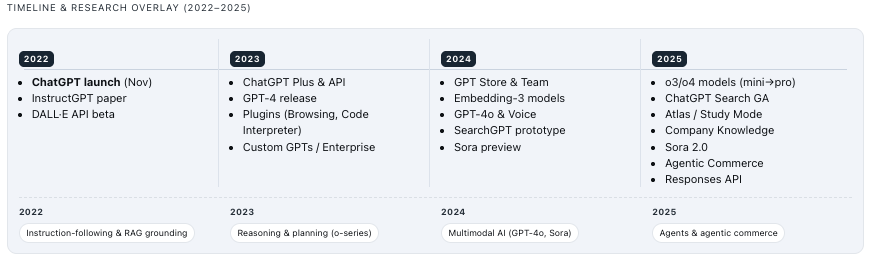 TIMELINE & RESEARCH OVERLAY (2022–2025)
2022
ChatGPT launch (Nov)
InstructGPT paper
DALL·E API beta
2023
ChatGPT Plus & API
GPT-4 release
Plugins (Browsing, Code
Interpreter)
Custom GPTs / Enterprise
2024
GPT Store & Team
Embedding-3 models
GPT-4o & Voice
SearchGPT prototype
Sora preview
2025
o3/o4 models (mini→pro)
ChatGPT Search GA
Atlas / Study Mode
Company Knowledge
Sora 2.0
Agentic Commerce
Responses API
2022
Instruction-following & RAG grounding
2023
Reasoning & planning (o-series)
2024
Multimodal AI (GPT-4o, Sora)
2025
Agents & agentic commerce